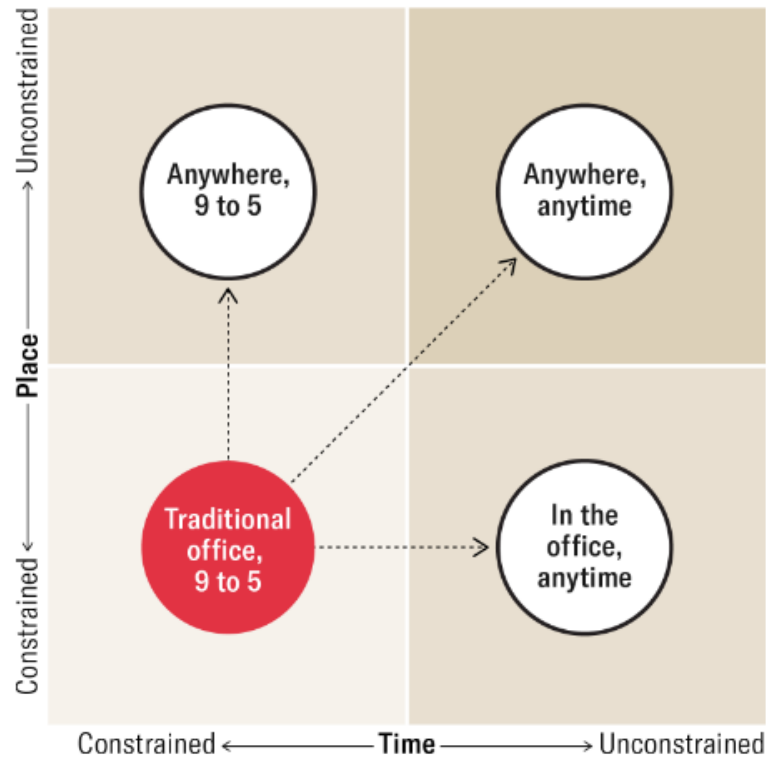 Unconstrained
Place
Constrained
Anywhere,
9 to 5
Anywhere,
anytime
Traditional
office,
9 to 5
In the
office,
anytime
Constrained
Time
Unconstrained